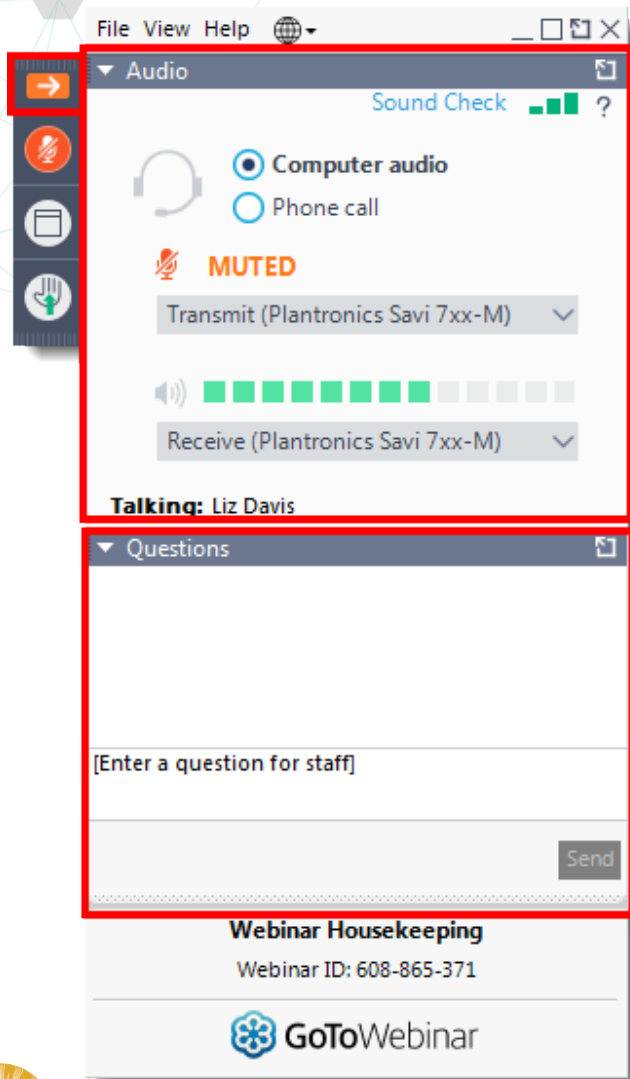 File View Help
Audio
Sound Check ?
Computer audio
Phone call
MUTED
Transmit (Plantronics Savi 7xx-M)
Receive (Plantronics Savi 7xx-M)
Talking: Liz Davis
Questions
[Enter a question for staff]
Send
Webinar Housekeeping
Webinar ID: 608-865-371
GoToWebinar